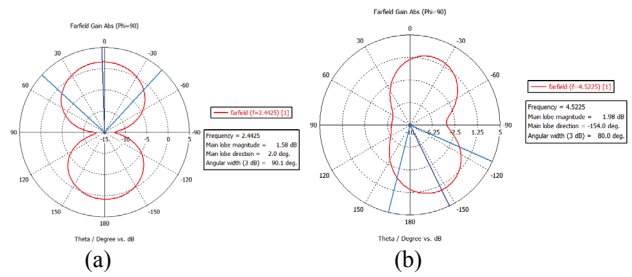 Farfield Gain Abs (Phi=90)
0
30
-30
60
-60
90
-90
-15
-10
-5
0
5
120
-120
150
-150
180
Theta / Degree vs. dB
farfield (f=2.4425) [1]
Frequency = 2.4425
Main lobe magnitude = 1.58 dB
Main lobe direction = 2.0 deg.
Angular width (3 dB) = 90.1 deg.
(a)
Farfield Gain Abs (Phi=90)
0
30
-30
60
-60
90
-90
-2.5
1.25
5
120
-120
150
-150
180
Theta / Degree vs. dB
farfield (f=4.5225) [1]
Frequency = 4.5225
Main lobe magnitude = 1.98 dB
Main lobe direction = -154.0 deg.
Angular width (3 dB) = 80.0 deg.
(b)